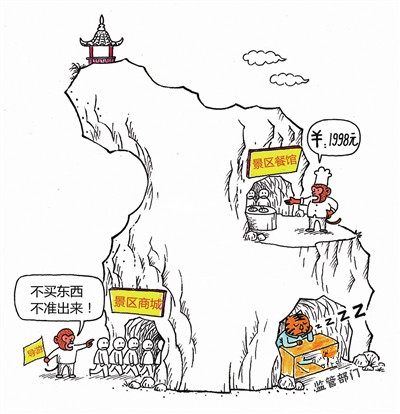 ¥:1998元
景区餐馆
景区商城
不买东西
不准出来！
导游
zzzZZ
监管部门